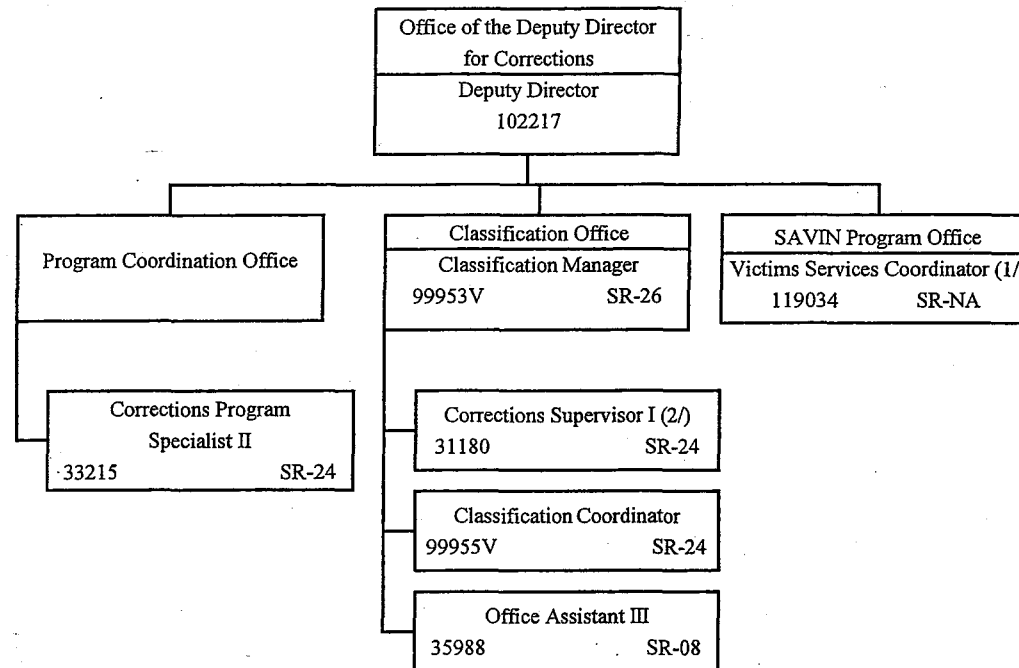 Office of the Deputy Director
for Corrections
Deputy Director
102217
Program Coordination Office
Corrections Program
Specialist II
33215 SR-24
Classification Office
Classification Manager
99953V SR-26
Corrections Supervisor I (2/)
31180 SR-24
Classification Coordinator
99955V SR-24
Office Assistant III
35988 SR-08
SAVIN Program Office
Victims Services Coordinator (1/
119034 SR-NA